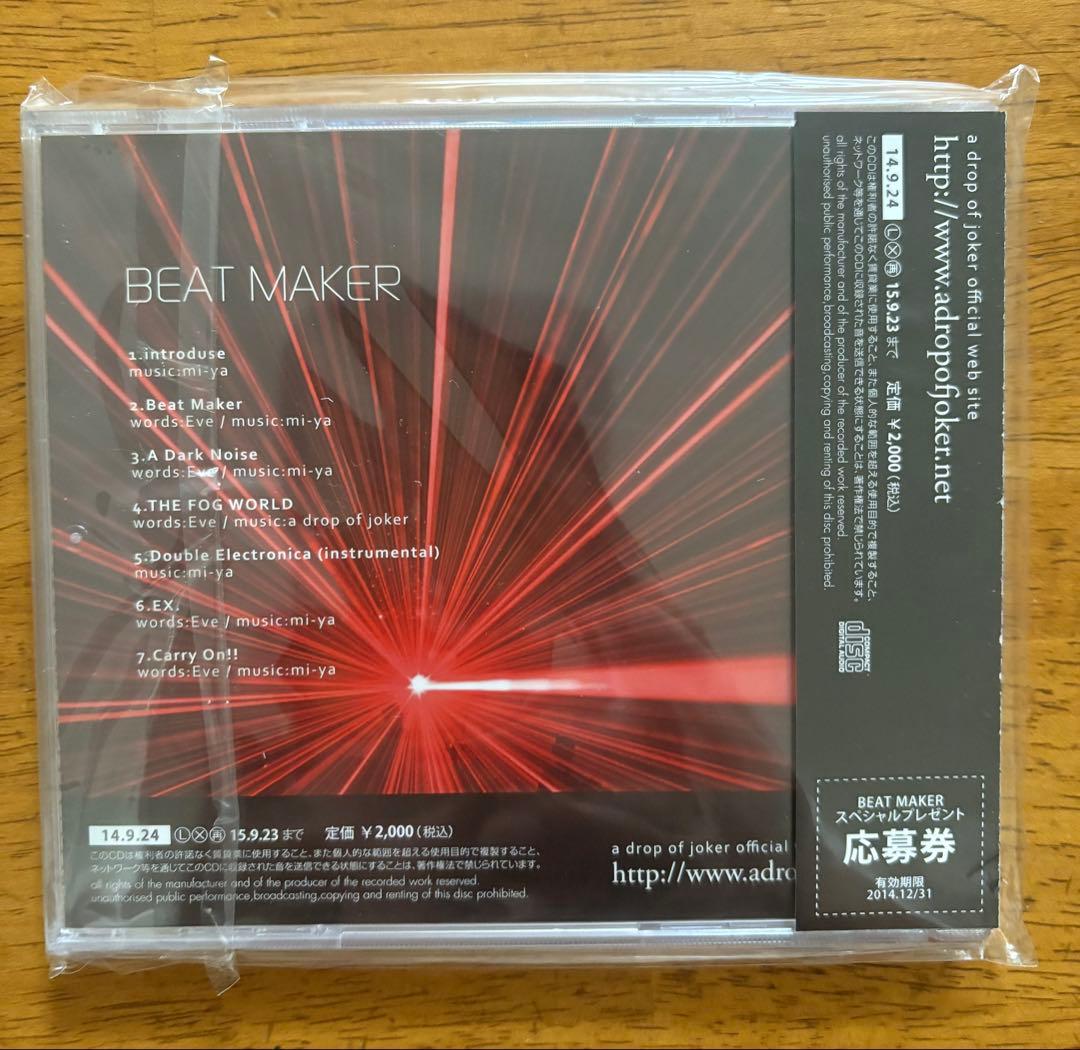 BEAT MAKER
1.introduse
music:mi-ya
2.Beat Maker
words:Eve / music:mi-ya
3.A Dark Noise
words:Eve / music:mi-ya
4.THE FOG WORLD
words:Eve / music:a drop of joker
5.Double Electronica (instrumental)
music:mi-ya
6.EX.
words:Eve / music:mi-ya
7.Carry On!!
words:Eve / music:mi-ya
14.9.24 Ⓛ Ⓧ 再 15.9.23 まで 定価 ¥2,000(税込)
このCDは権利者の許諾なく賃貸業に使用すること、また個人的な範囲を超える使用目的で複製すること、
ネットワーク等を通じてこのCDに収録された音を送信できる状態にすることは、著作権法で禁じられています。
all rights of the manufacturer and of the producer of the recorded work reserved.
unauthorised public performance,broadcasting,copying and renting of this disc prohibited.
a drop of joker official
http://www.adro
a drop of joker official web site
http://www.adropofjoker.net
14.9.24 Ⓛ Ⓧ 再 15.9.23 まで 定価 ¥2,000(税込)
このCDは権利者の許諾なく賃貸業に使用すること、また個人的な範囲を超える使用目的で複製すること、
ネットワーク等を通じてこのCDに収録された音を送信できる状態にすることは、著作権法で禁じられています。
all rights of the manufacturer and of the producer of the recorded work reserved.
unauthorised public performance,broadcasting,copying and renting of this disc prohibited.
COMPACT
disc
DIGITAL AUDIO
BEAT MAKER
スペシャルプレゼント
応募券
有効期限
2014.12/31